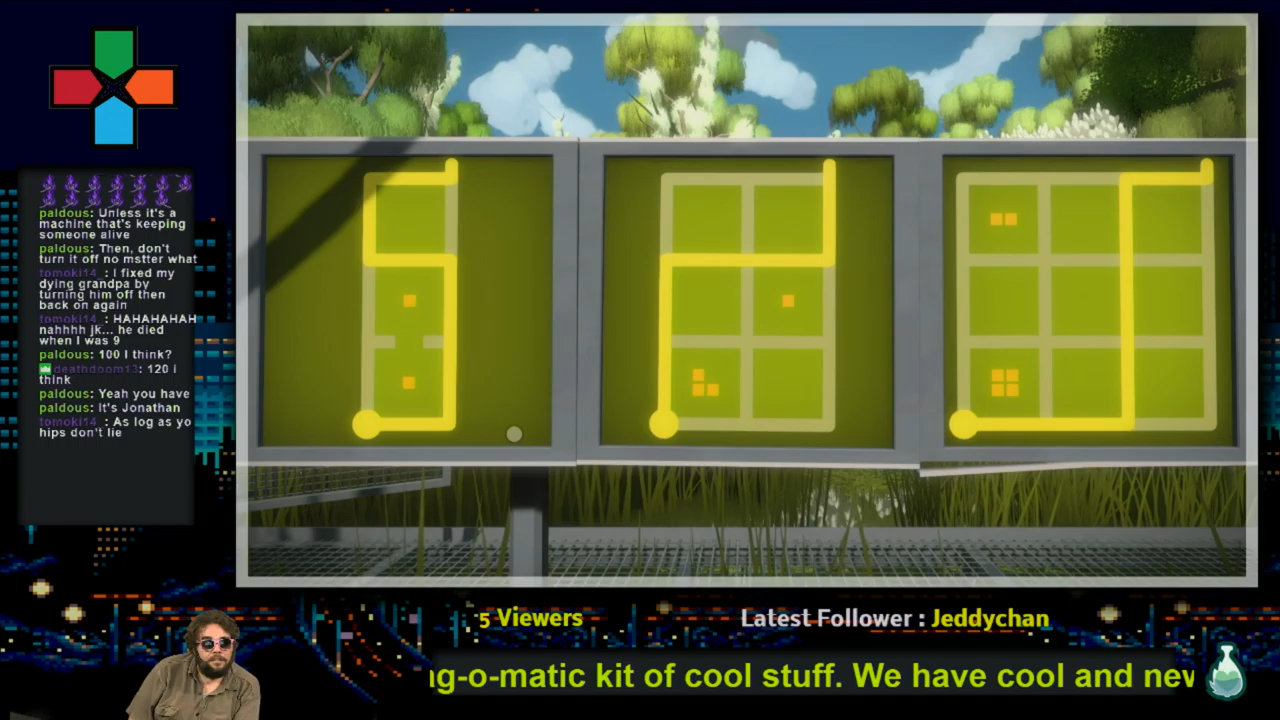 paldous: Unless it's a
machine that's keeping
someone alive
paldous: Then, don't
turn it off no mstter what
tomoki14 : I fixed my
dying grandpa by
turning him off then
back on again
tomoki14 : HAHAHAHAH
nahhhh jk... he died
when I was 9
paldous: 100 I think?
deathdoom13: 120 i
think
paldous: Yeah you have
paldous: It's Jonathan
tomoki14 : As log as yo
hips don't lie
5 Viewers
Latest Follower : Jeddychan
ng-o-matic kit of cool stuff. We have cool and nev